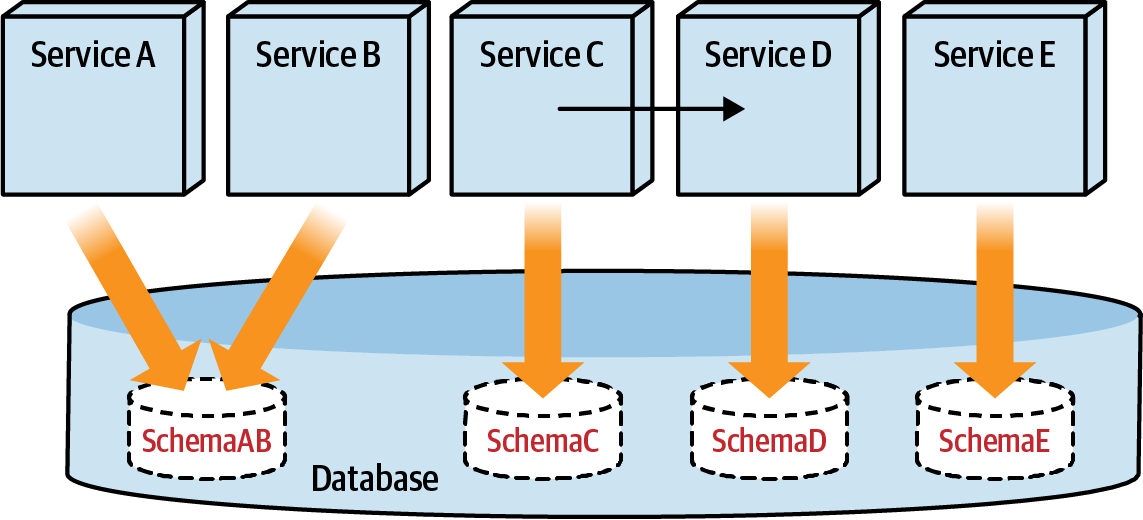 Service A
Service B
Service C
Service D
Service E
SchemaAB
SchemaC
SchemaD
SchemaE
Database